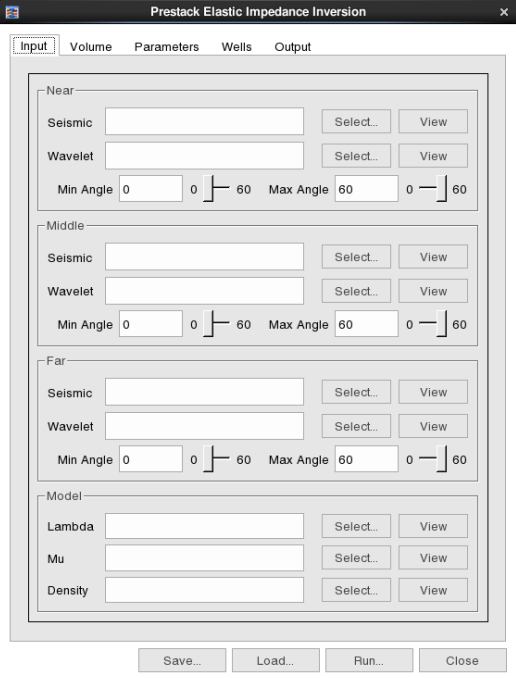 Prestack Elastic Impedance Inversion
Input Volume Parameters Wells Output
Near
Seismic Select... View
Wavelet Select... View
Min Angle 0 0 60 Max Angle 60 0 60
Middle
Seismic Select... View
Wavelet Select... View
Min Angle 0 0 60 Max Angle 60 0 60
Far
Seismic Select... View
Wavelet Select... View
Min Angle 0 0 60 Max Angle 60 0 60
Model
Lambda Select... View
Mu Select... View
Density Select... View
Save... Load... Run... Close